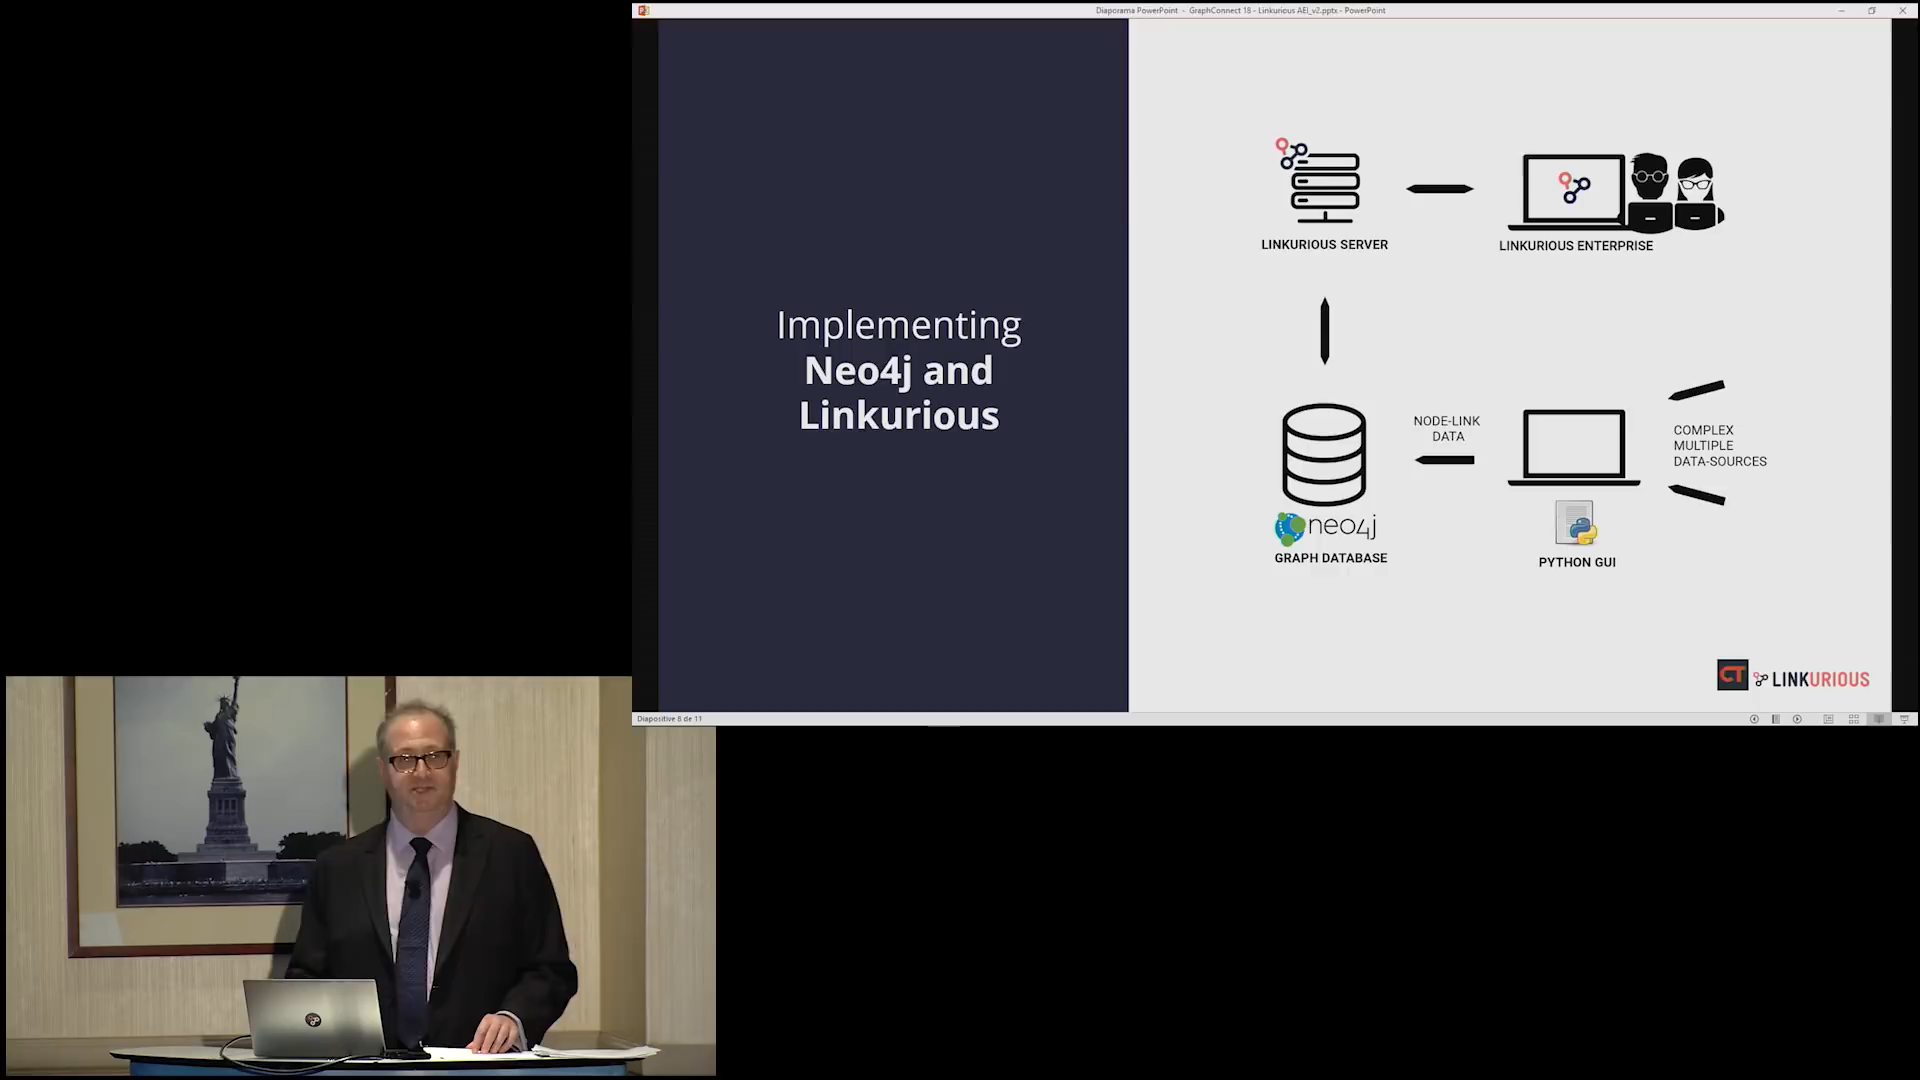 Diaporama PowerPoint - GraphConnect 18 - Linkurious AEI_v2.pptx - PowerPoint
Implementing
Neo4j and
Linkurious
LINKURIOUS SERVER
LINKURIOUS ENTERPRISE
NODE-LINK
DATA
COMPLEX
MULTIPLE
DATA-SOURCES
neo4j
GRAPH DATABASE
PYTHON GUI
CT
LINKURIOUS
Diapositive 8 de 11